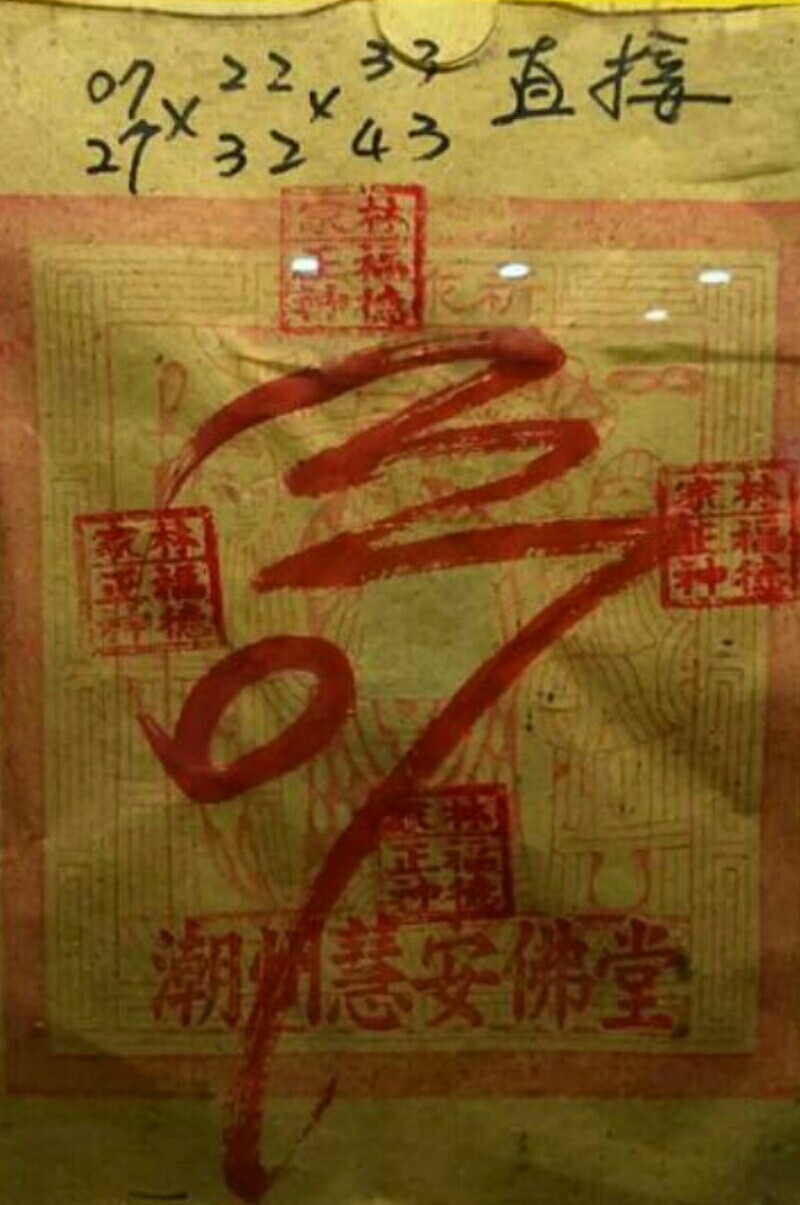 07 × 22 × 33 直接
27 32 43
林福德
家正神
林福德
家正神
林福德
家正神
林福德
家正神
潮州慧安佛堂